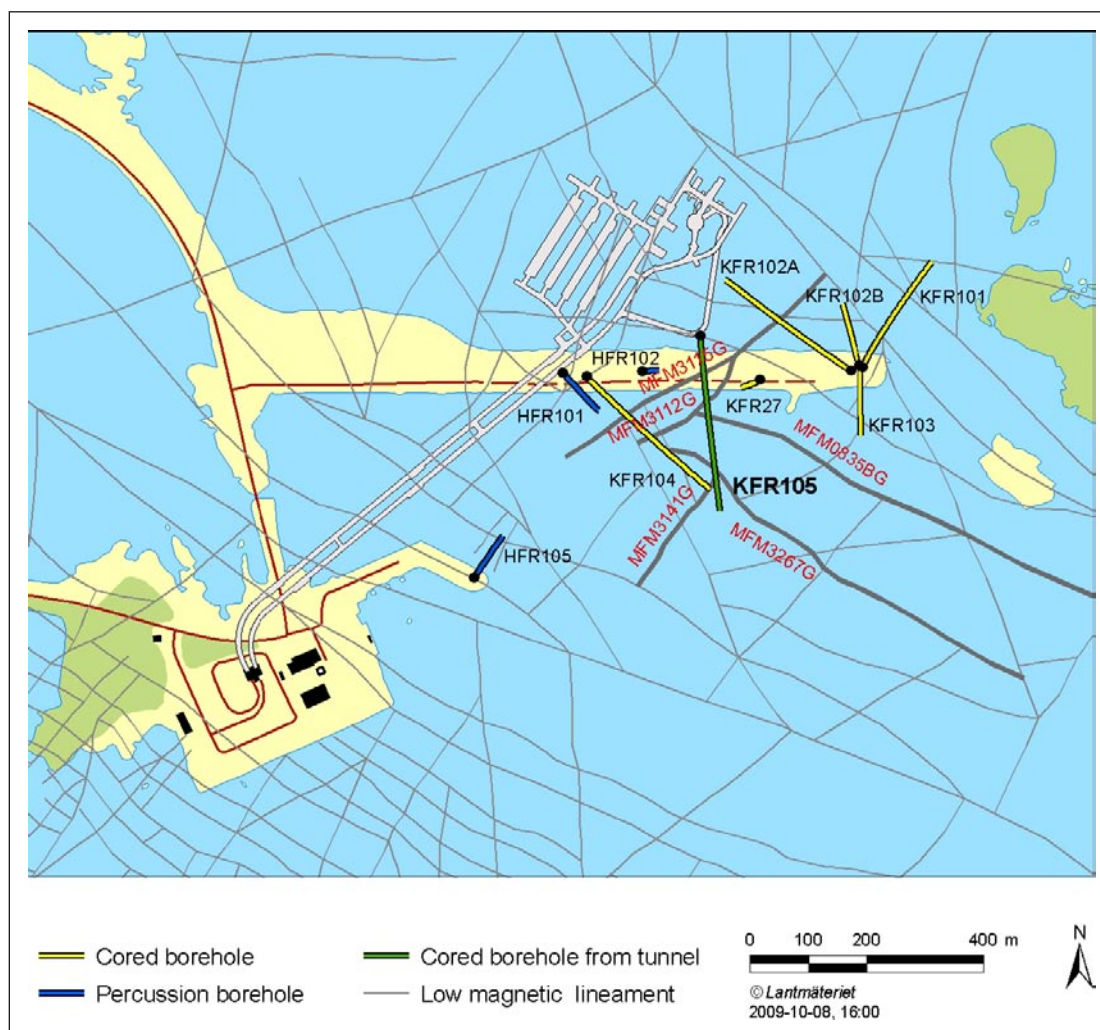 KFR102A
KFR102B
KFR101
HFR102
MFM3115G
KFR27
HFR101
MFM3112G
KFR103
MFM0835BG
KFR104
KFR105
MFM3141G
MFM3267G
HFR105
Cored borehole
Cored borehole from tunnel
Percussion borehole
Low magnetic lineament
0 100 200 400 m
© Lantmäteriet
2009-10-08, 16:00
N